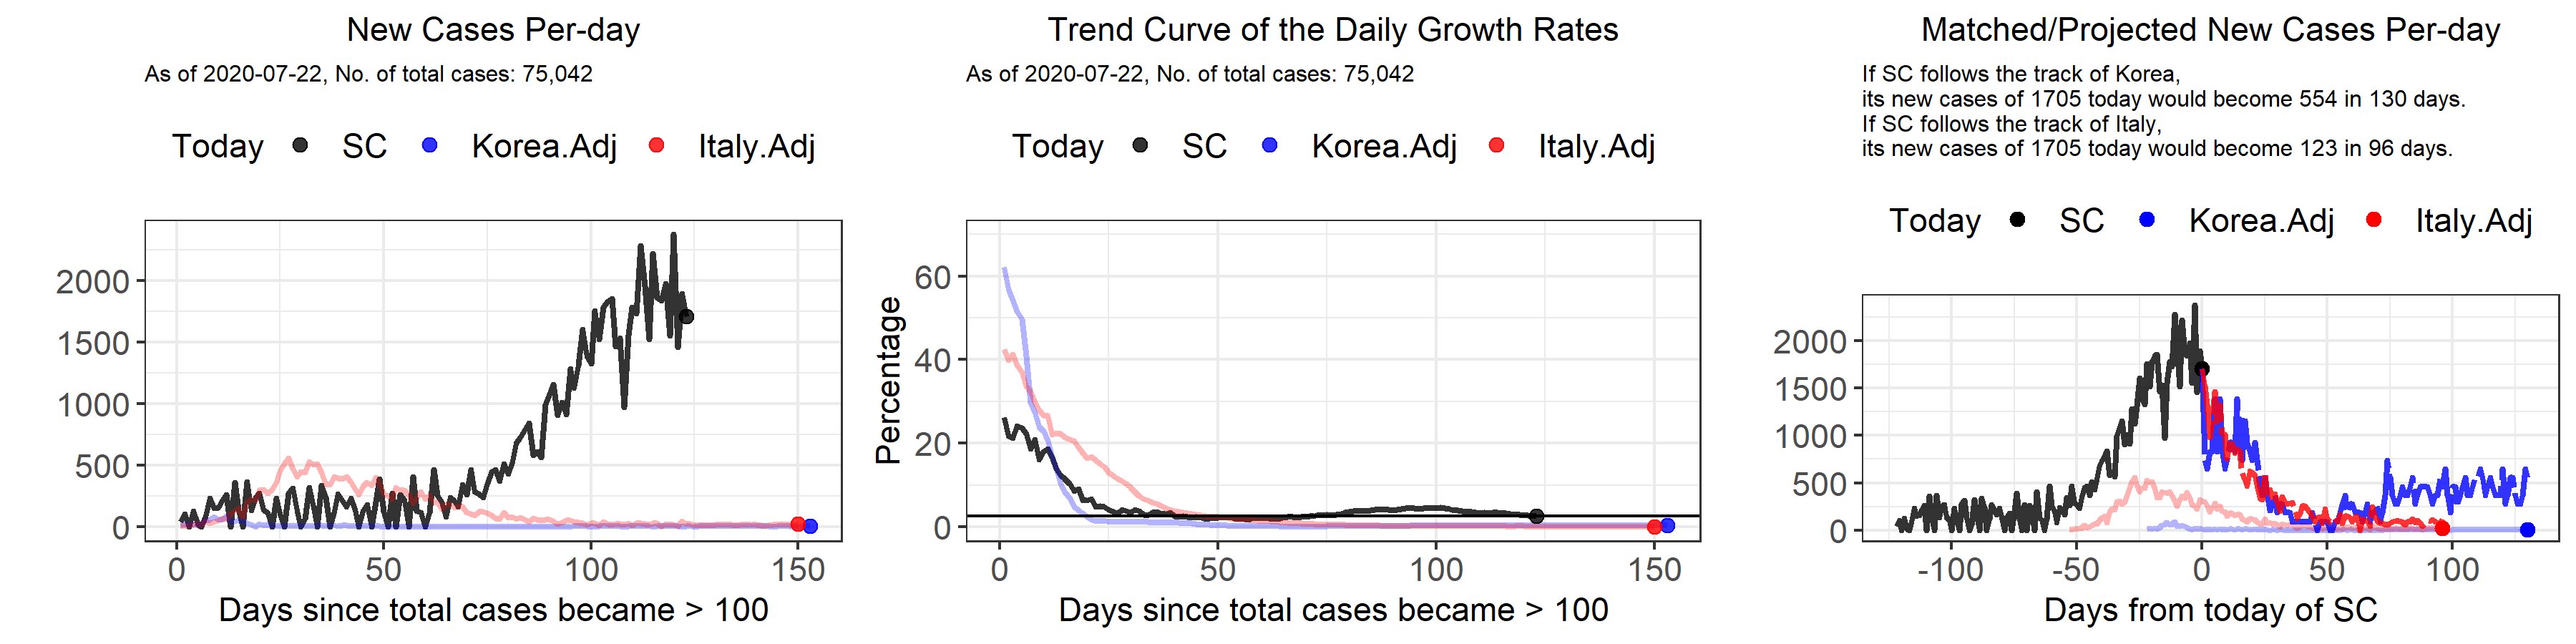 New Cases Per-day
As of 2020-07-22, No. of total cases: 75,042
Today SC Korea.Adj Italy.Adj
2000
1500
1000
500
0
0 50 100 150
Days since total cases became > 100
Trend Curve of the Daily Growth Rates
As of 2020-07-22, No. of total cases: 75,042
Today SC Korea.Adj Italy.Adj
Percentage
60
40
20
0
0 50 100 150
Days since total cases became > 100
Matched/Projected New Cases Per-day
If SC follows the track of Korea,
its new cases of 1705 today would become 554 in 130 days.
If SC follows the track of Italy,
its new cases of 1705 today would become 123 in 96 days.
Today SC Korea.Adj Italy.Adj
2000
1500
1000
500
0
-100 -50 0 50 100
Days from today of SC